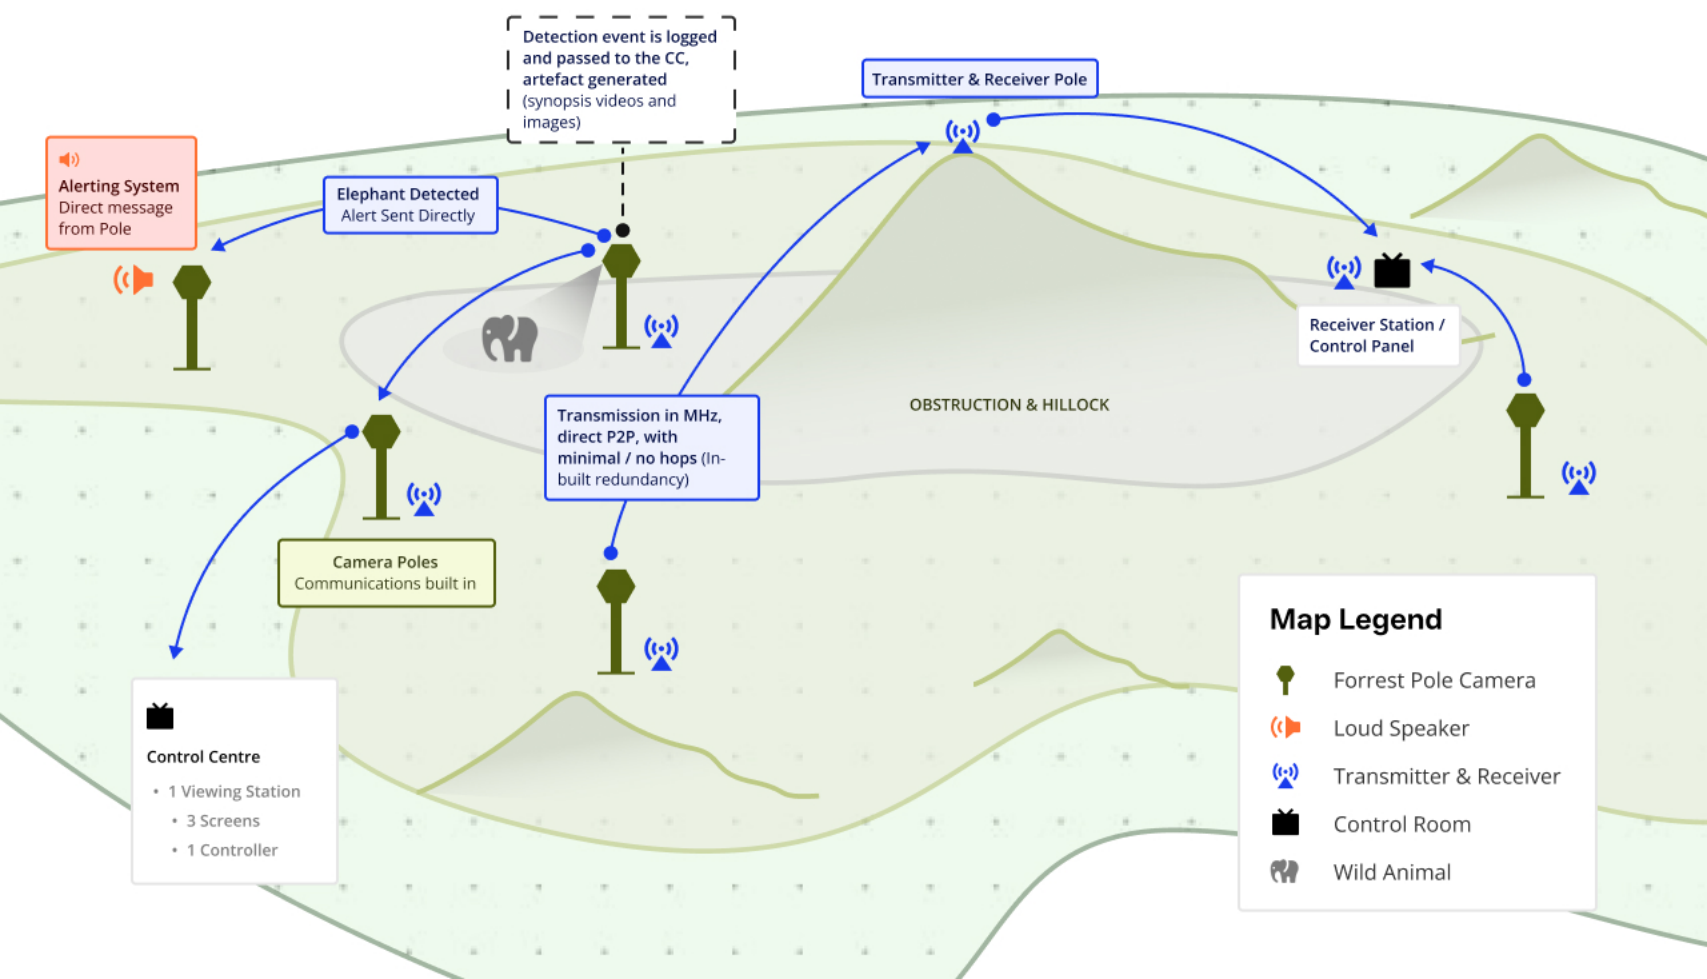 Detection event is logged
and passed to the CC,
artefact generated
(synopsis videos and
images)
Transmitter & Receiver Pole
Alerting System
Direct message
from Pole
Elephant Detected
Alert Sent Directly
Receiver Station /
Control Panel
OBSTRUCTION & HILLOCK
Transmission in MHz,
direct P2P, with
minimal / no hops (In-
built redundancy)
Camera Poles
Communications built in
Control Centre
• 1 Viewing Station
• 3 Screens
• 1 Controller
Map Legend
Forrest Pole Camera
Loud Speaker
Transmitter & Receiver
Control Room
Wild Animal